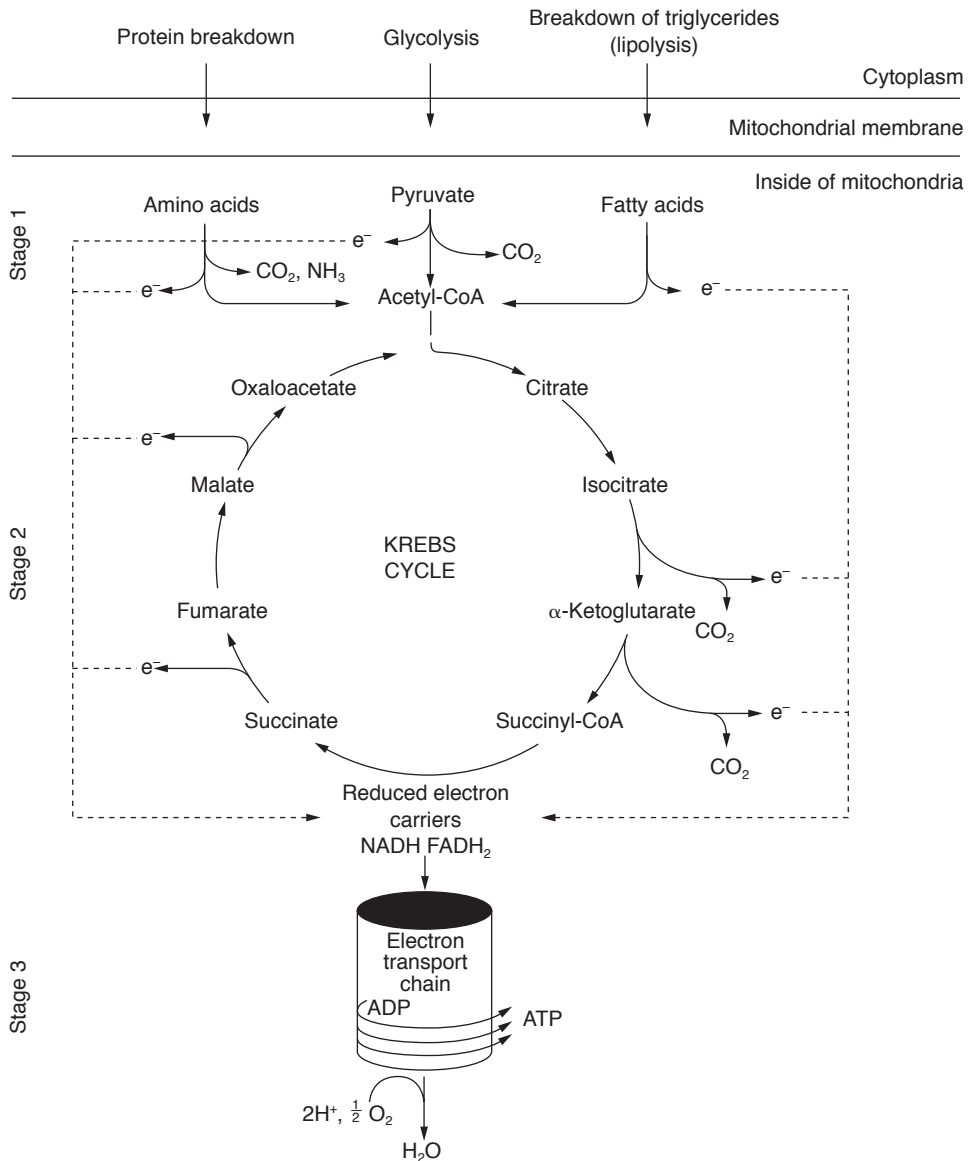 Protein breakdown
Glycolysis
Breakdown of triglycerides
(lipolysis)
Cytoplasm
Mitochondrial membrane
Inside of mitochondria
Stage 1
Amino acids
Pyruvate
Fatty acids
e⁻
CO₂
CO₂, NH₃
e⁻
Acetyl-CoA
e⁻
Oxaloacetate
Citrate
e⁻
Malate
Isocitrate
Stage 2
KREBS
CYCLE
e⁻
Fumarate
α-Ketoglutarate
CO₂
e⁻
Succinate
Succinyl-CoA
e⁻
CO₂
Reduced electron
carriers
NADH FADH₂
Stage 3
Electron
transport
chain
ADP
ATP
2H⁺, ½ O₂
H₂O